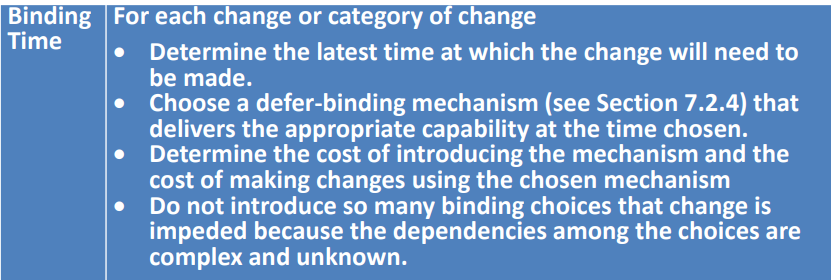 Binding
Time
For each change or category of change
• Determine the latest time at which the change will need to
be made.
• Choose a defer-binding mechanism (see Section 7.2.4) that
delivers the appropriate capability at the time chosen.
• Determine the cost of introducing the mechanism and the
cost of making changes using the chosen mechanism
• Do not introduce so many binding choices that change is
impeded because the dependencies among the choices are
complex and unknown.